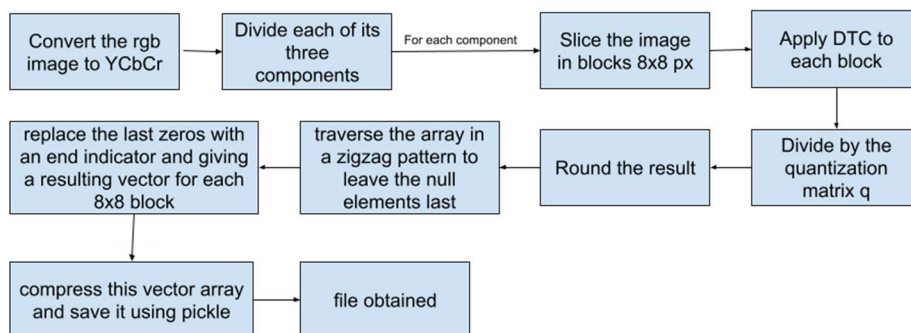 Convert the rgb
image to YCbCr
Divide each of its
three
components
For each component
Slice the image
in blocks 8x8 px
Apply DTC to
each block
Divide by the
quantization
matrix q
Round the result
traverse the array in
a zigzag pattern to
leave the null
elements last
replace the last zeros with
an end indicator and giving
a resulting vector for each
8x8 block
compress this vector array
and save it using pickle
file obtained